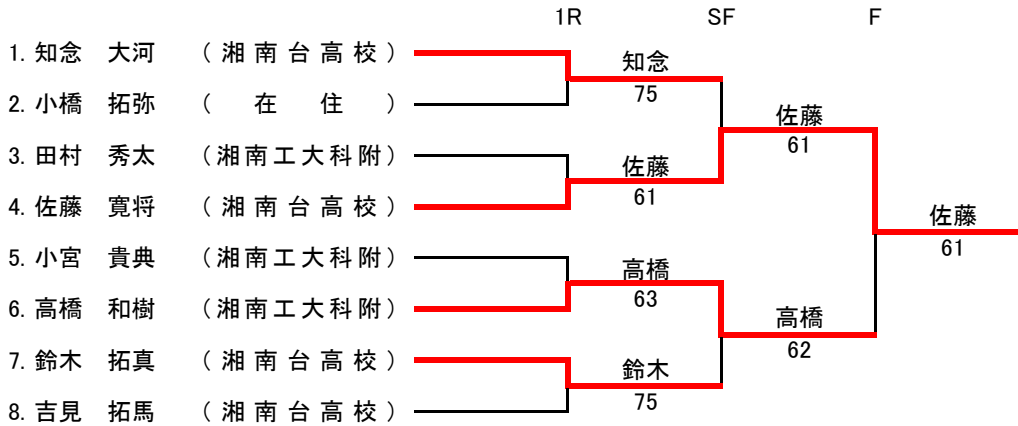 1R SF F
1. 知念 大河 (湘南台高校)
知念
75
2. 小橋 拓弥 (在住)
佐藤
61
3. 田村 秀太 (湘南工大科附)
佐藤
61
4. 佐藤 寛将 (湘南台高校)
佐藤
61
5. 小宮 貴典 (湘南工大科附)
高橋
63
6. 高橋 和樹 (湘南工大科附)
高橋
62
7. 鈴木 拓真 (湘南台高校)
鈴木
75
8. 吉見 拓馬 (湘南台高校)